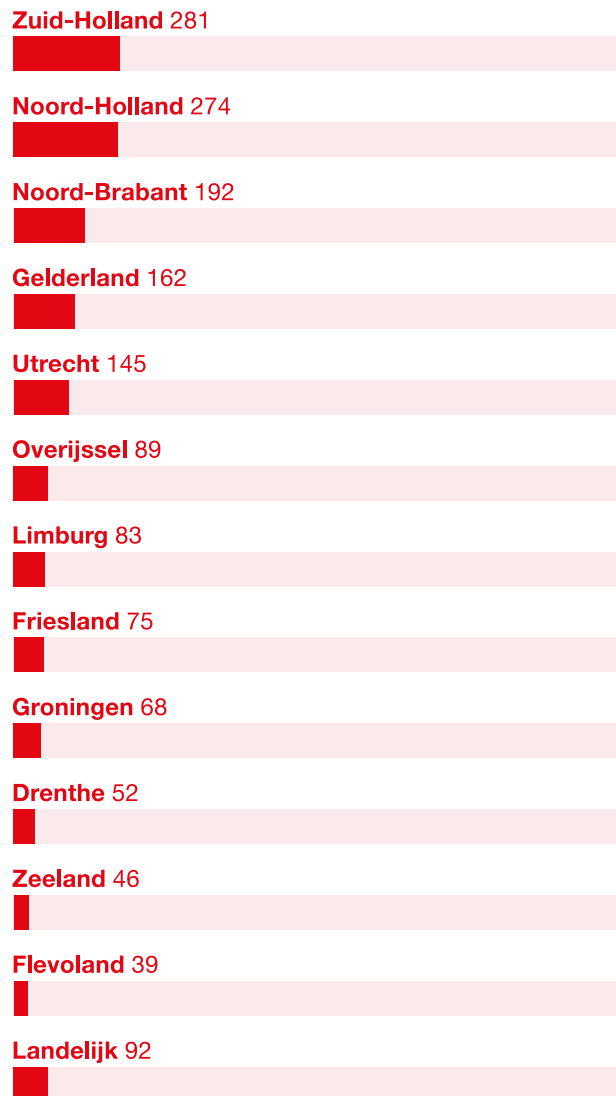 Zuid-Holland 281
Noord-Holland 274
Noord-Brabant 192
Gelderland 162
Utrecht 145
Overijssel 89
Limburg 83
Friesland 75
Groningen 68
Drenthe 52
Zeeland 46
Flevoland 39
Landelijk 92